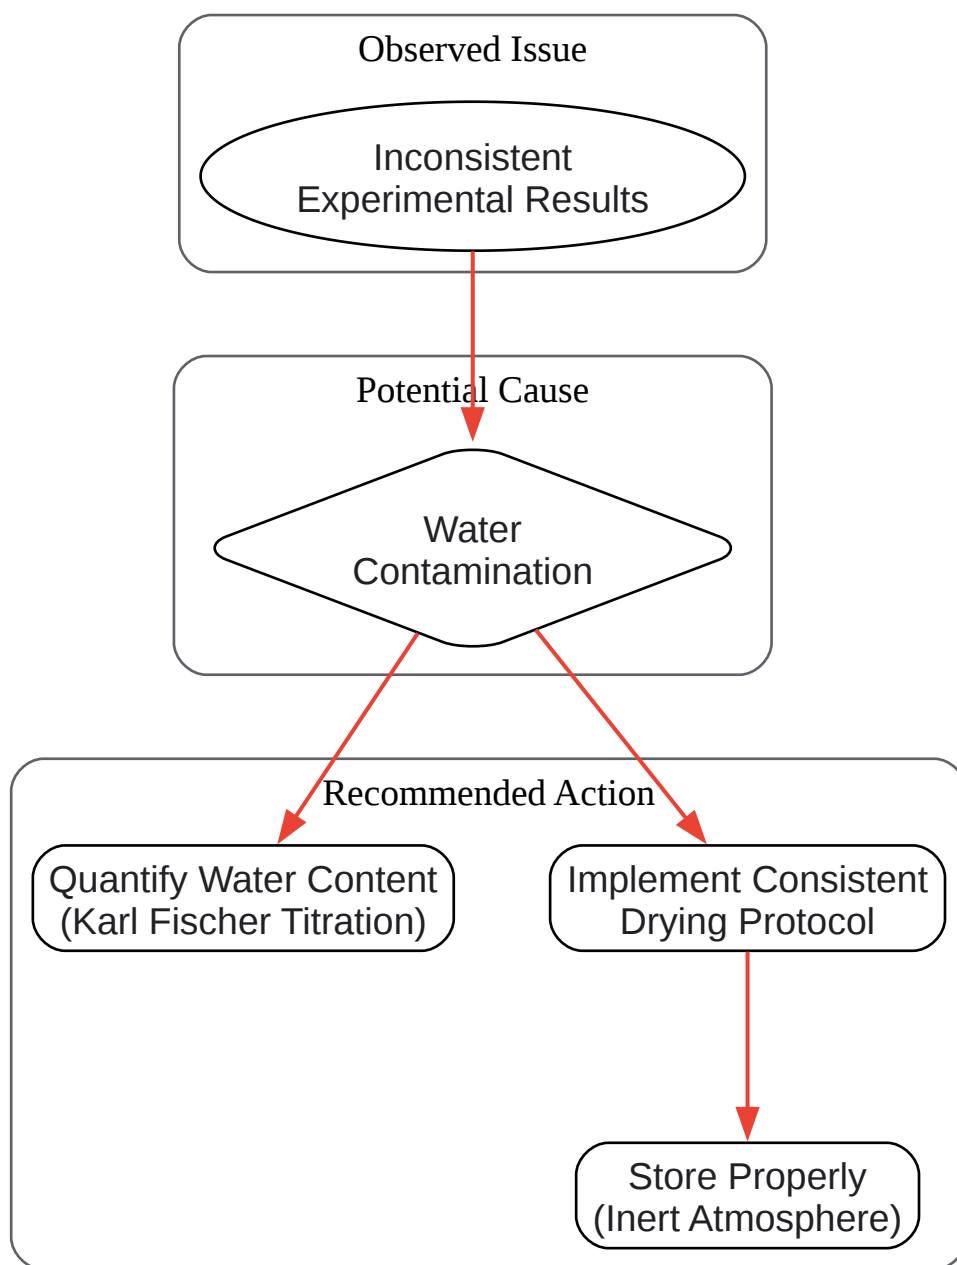 Observed Issue
Inconsistent
Experimental Results
Potential Cause
Water
Contamination
Recommended Action
Quantify Water Content
(Karl Fischer Titration)
Implement Consistent
Drying Protocol
Store Properly
(Inert Atmosphere)